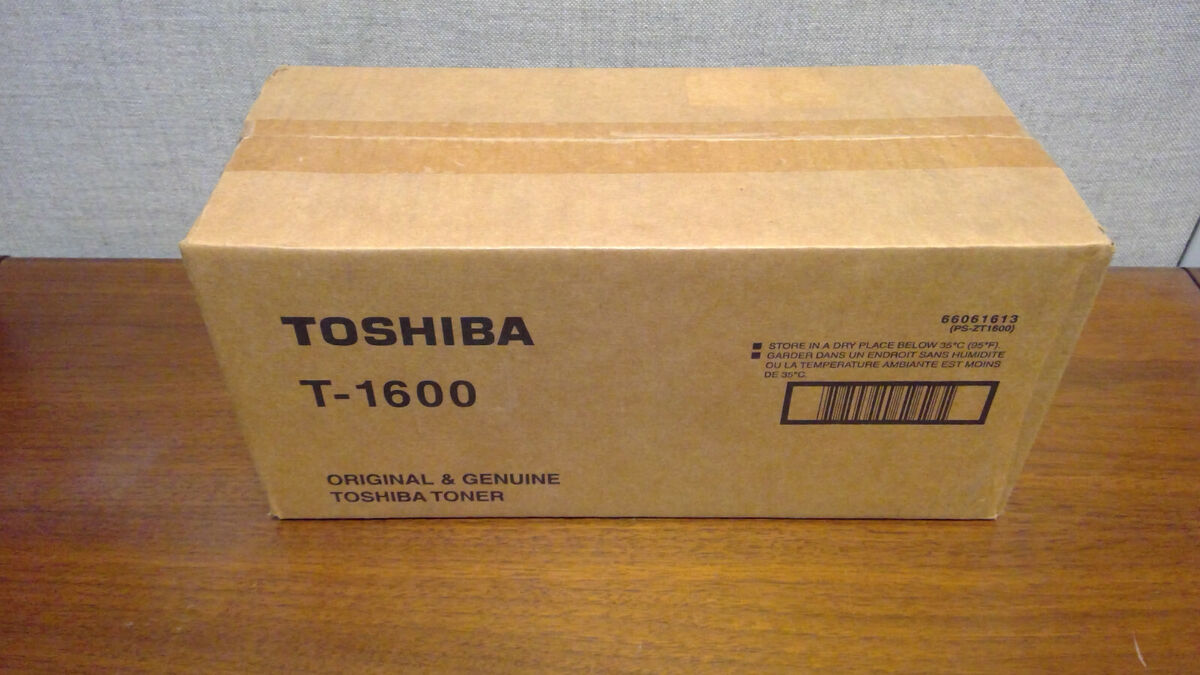 TOSHIBA
T-1600
ORIGINAL & GENUINE
TOSHIBA TONER
66061613
(PS-ZT1600)
■ STORE IN A DRY PLACE BELOW 35°C (95°F).
■ GARDER DANS UN ENDROIT SANS HUMIDITE
OU LA TEMPERATURE AMBIANTE EST MOINS
DE 35°C.